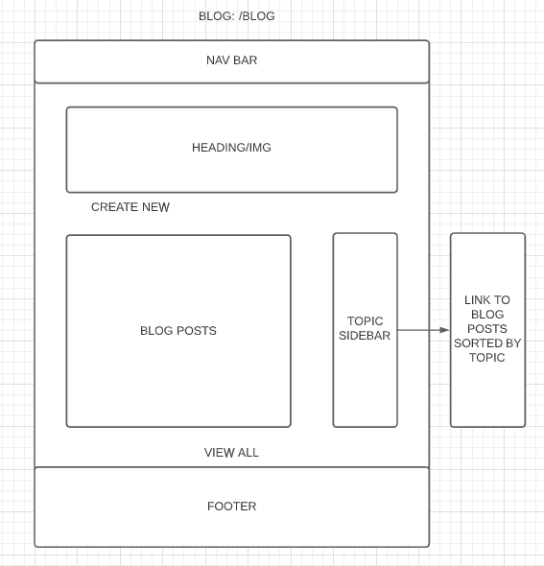 BLOG: /BLOG
NAV BAR
HEADING/IMG
CREATE NEW
BLOG POSTS
TOPIC
SIDEBAR
LINK TO
BLOG
POSTS
SORTED BY
TOPIC
VIEW ALL
FOOTER